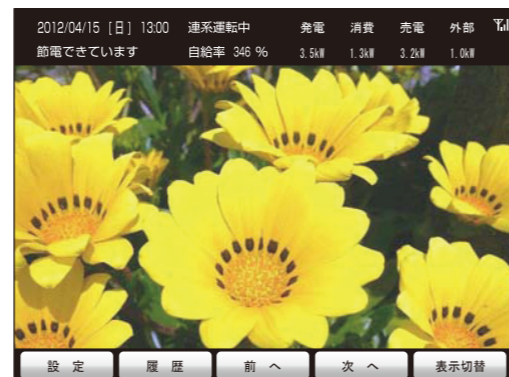 2012/04/15 [日] 13:00 連系運転中 発電 消費 売電 外部
節電できています 自給率 346 % 3.5kW 1.3kW 3.2kW 1.0kW
設 定 履 歴 前 へ 次 へ 表示切替